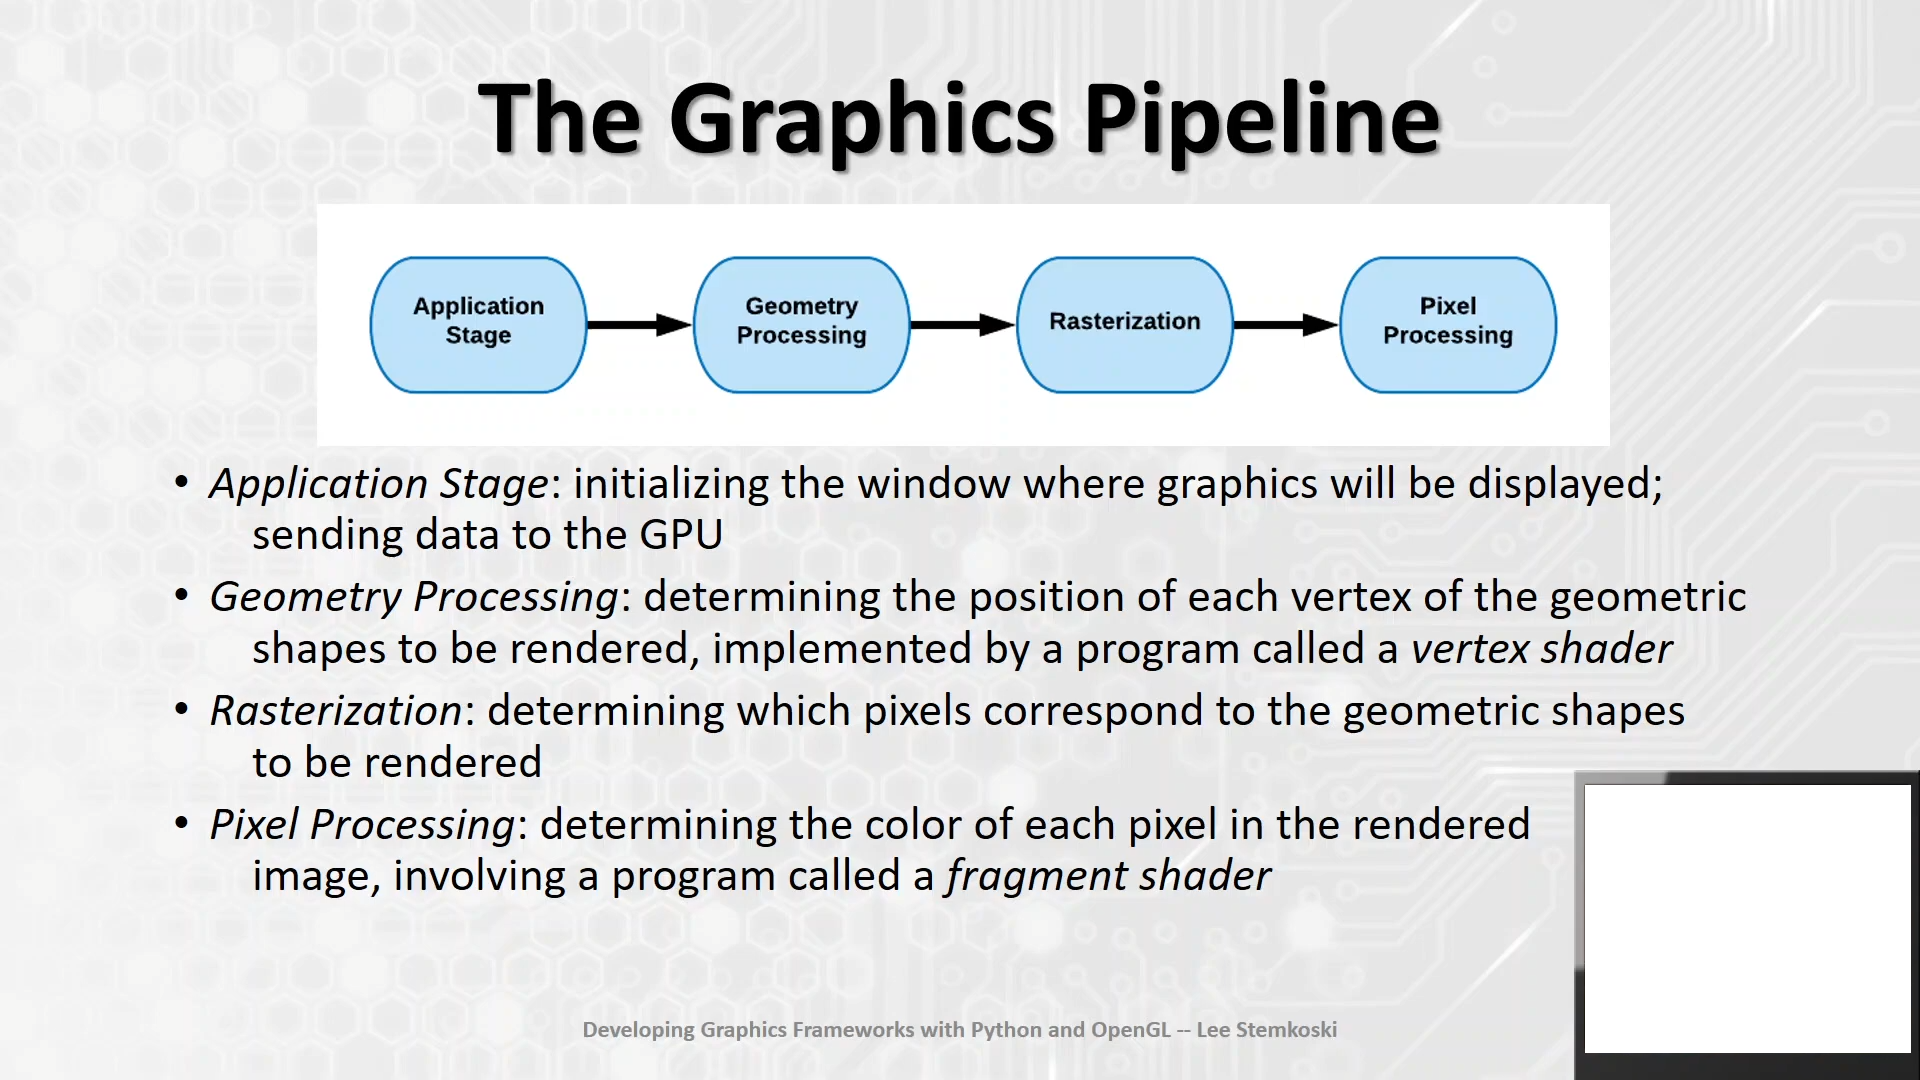 The Graphics Pipeline
Application
Stage
Geometry
Processing
Rasterization
Pixel
Processing
• Application Stage: initializing the window where graphics will be displayed;
sending data to the GPU
• Geometry Processing: determining the position of each vertex of the geometric
shapes to be rendered, implemented by a program called a vertex shader
• Rasterization: determining which pixels correspond to the geometric shapes
to be rendered
• Pixel Processing: determining the color of each pixel in the rendered
image, involving a program called a fragment shader
Developing Graphics Frameworks with Python and OpenGL -- Lee Stemkoski